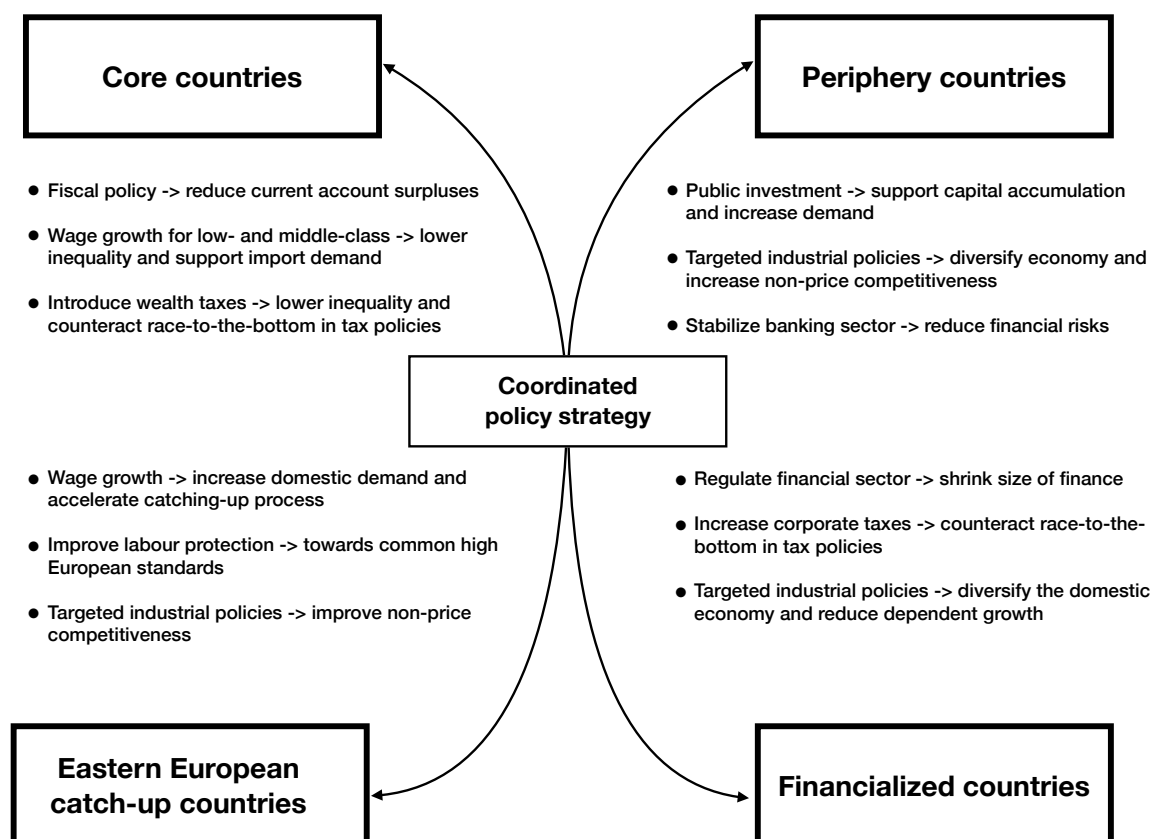 Core countries
Periphery countries
● Fiscal policy -> reduce current account surpluses
● Wage growth for low- and middle-class -> lower
inequality and support import demand
● Introduce wealth taxes -> lower inequality and
counteract race-to-the-bottom in tax policies
● Public investment -> support capital accumulation
and increase demand
● Targeted industrial policies -> diversify economy and
increase non-price competitiveness
● Stabilize banking sector -> reduce financial risks
Coordinated
policy strategy
● Wage growth -> increase domestic demand and
accelerate catching-up process
● Improve labour protection -> towards common high
European standards
● Targeted industrial policies -> improve non-price
competitiveness
● Regulate financial sector -> shrink size of finance
● Increase corporate taxes -> counteract race-to-the-
bottom in tax policies
● Targeted industrial policies -> diversify the domestic
economy and reduce dependent growth
Eastern European
catch-up countries
Financialized countries